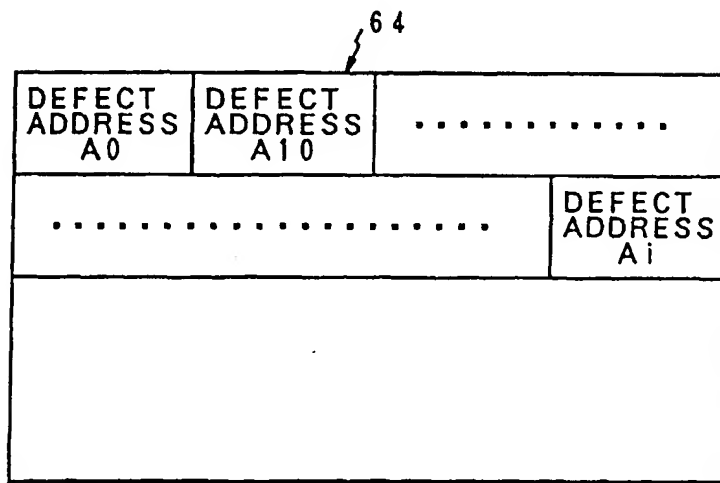 64
DEFECT ADDRESS A0
DEFECT ADDRESS A10
............
....................
DEFECT ADDRESS Ai